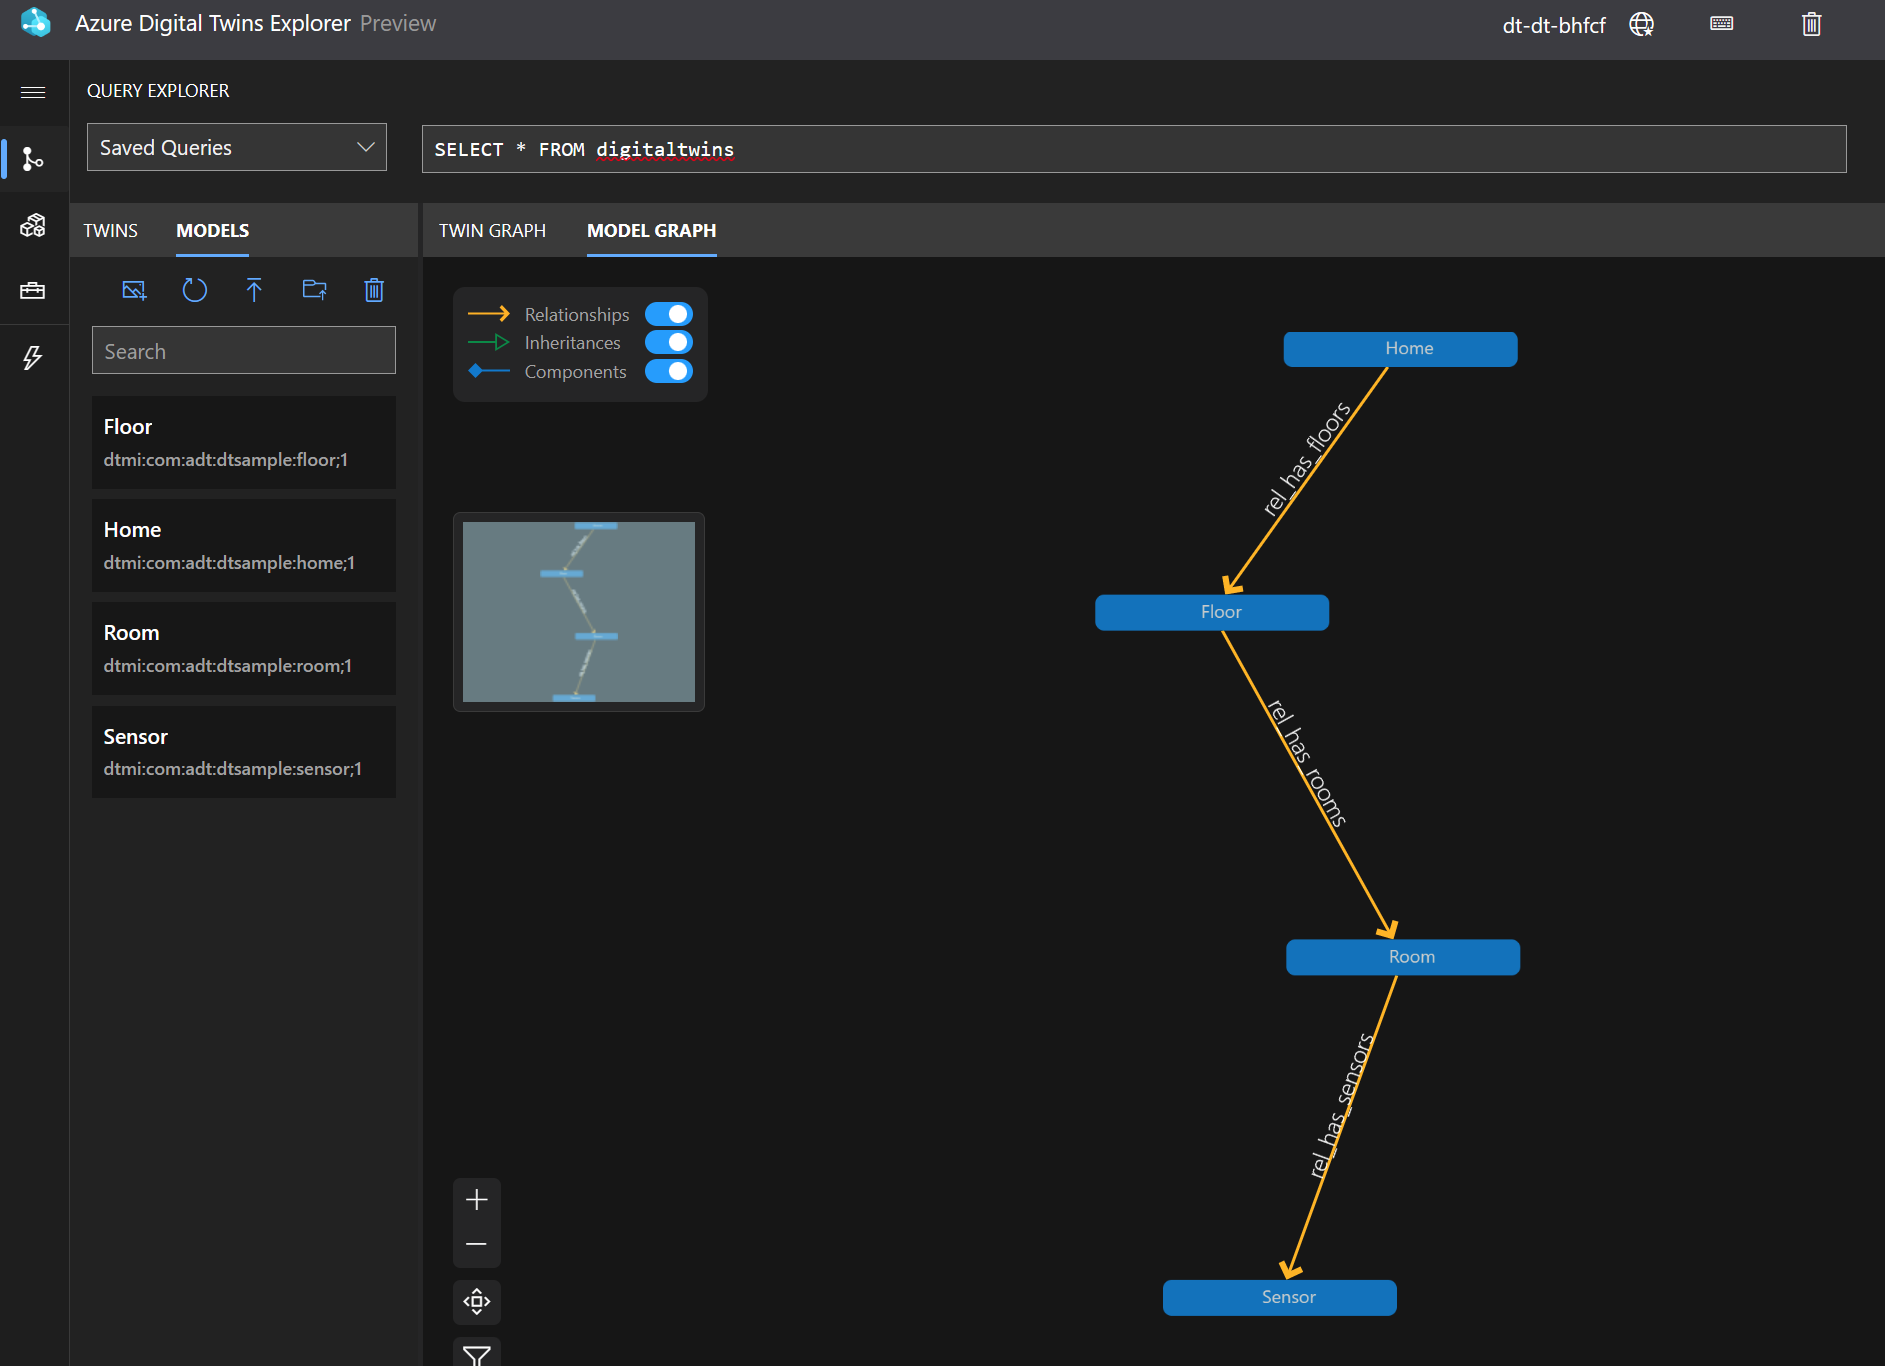 Azure Digital Twins Explorer Preview
dt-dt-bhfcf
QUERY EXPLORER
Saved Queries
SELECT * FROM digitaltwins
TWINS
MODELS
TWIN GRAPH
MODEL GRAPH
Search
Floor
dtmi:com:adt:dtsample:floor;1
Home
dtmi:com:adt:dtsample:home;1
Room
dtmi:com:adt:dtsample:room;1
Sensor
dtmi:com:adt:dtsample:sensor;1
Relationships
Inheritances
Components
Home
rel_has_floors
Floor
rel_has_rooms
Room
rel_has_sensors
Sensor